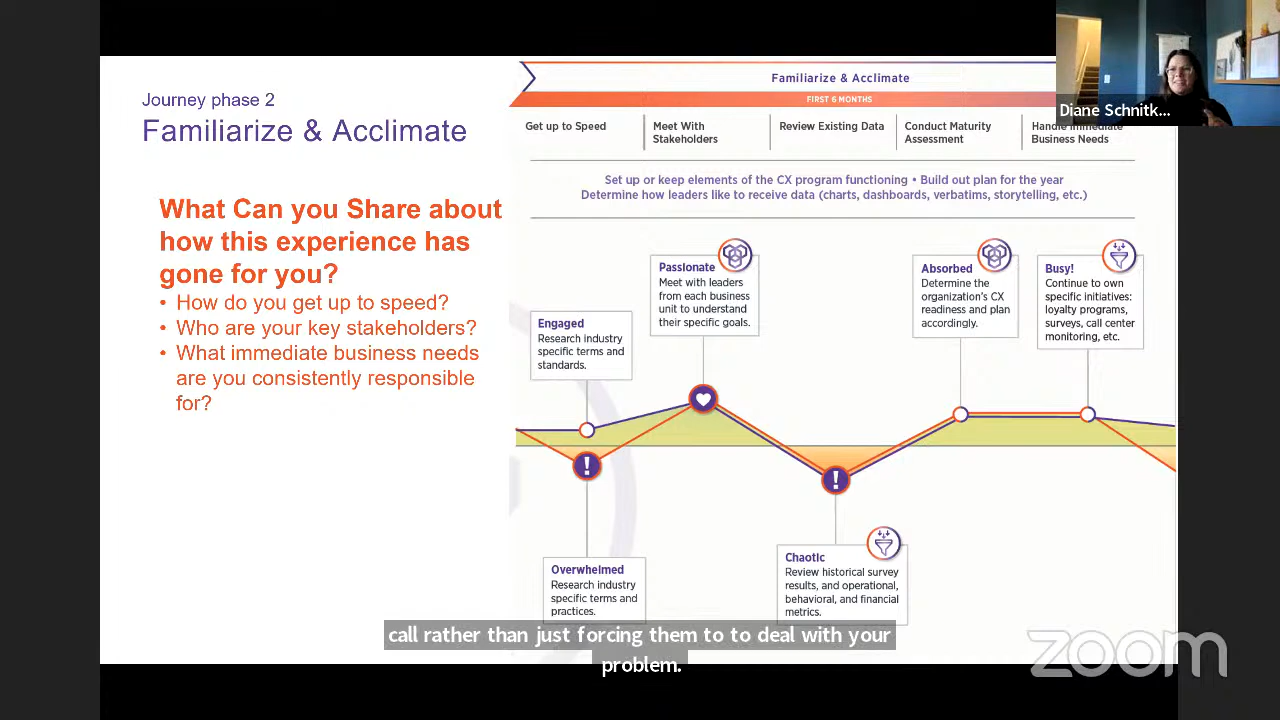 Journey phase 2
Familiarize & Acclimate
What Can you Share about
how this experience has
gone for you?
• How do you get up to speed?
• Who are your key stakeholders?
• What immediate business needs
are you consistently responsible
for?
Familiarize & Acclimate
FIRST 6 MONTHS
Get up to Speed
Meet With
Stakeholders
Review Existing Data
Conduct Maturity
Assessment
Handle Immediate
Business Needs
Set up or keep elements of the CX program functioning • Build out plan for the year
Determine how leaders like to receive data (charts, dashboards, verbatims, storytelling, etc.)
Engaged
Research industry
specific terms and
standards.
Passionate
Meet with leaders
from each business
unit to understand
their specific goals.
Absorbed
Determine the
organization's CX
readiness and plan
accordingly.
Busy!
Continue to own
specific initiatives:
loyalty programs,
surveys, call center
monitoring, etc.
!
!
Overwhelmed
Research industry
specific terms and
practices.
Chaotic
Review historical survey
results, and operational,
behavioral, and financial
metrics.
Diane Schnitk...
call rather than just forcing them to to deal with your
problem.
zoom